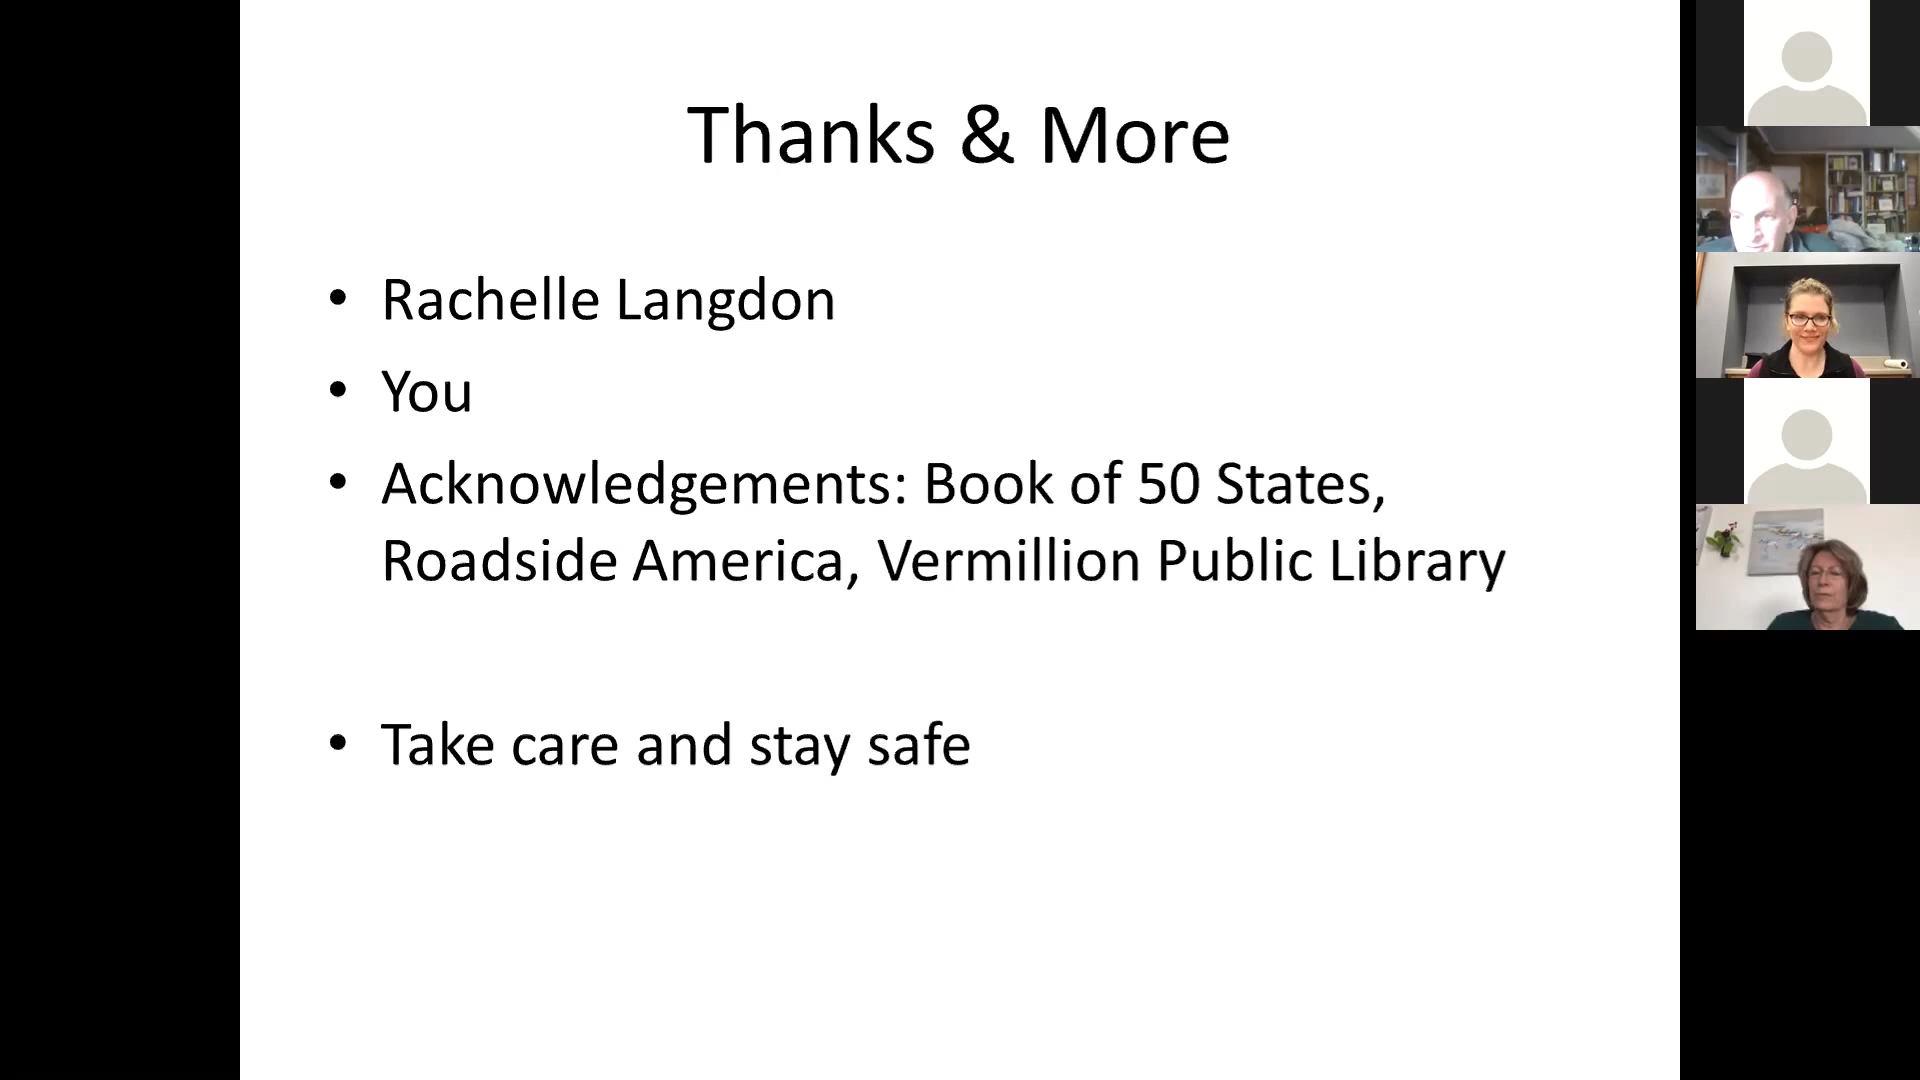 Thanks & More
• Rachelle Langdon
• You
• Acknowledgements: Book of 50 States,
Roadside America, Vermillion Public Library
• Take care and stay safe